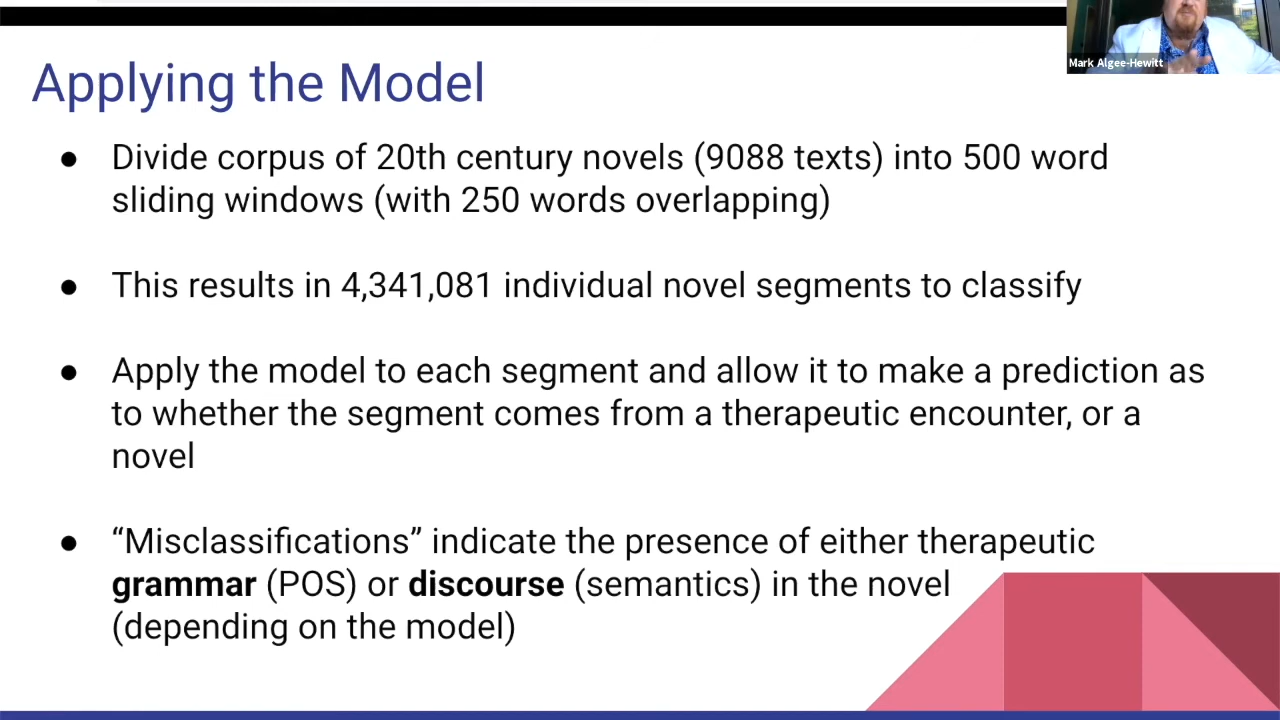 Mark Algee-Hewitt
Applying the Model
● Divide corpus of 20th century novels (9088 texts) into 500 word
sliding windows (with 250 words overlapping)
● This results in 4,341,081 individual novel segments to classify
● Apply the model to each segment and allow it to make a prediction as
to whether the segment comes from a therapeutic encounter, or a
novel
● “Misclassifications” indicate the presence of either therapeutic
grammar (POS) or discourse (semantics) in the novel
(depending on the model)